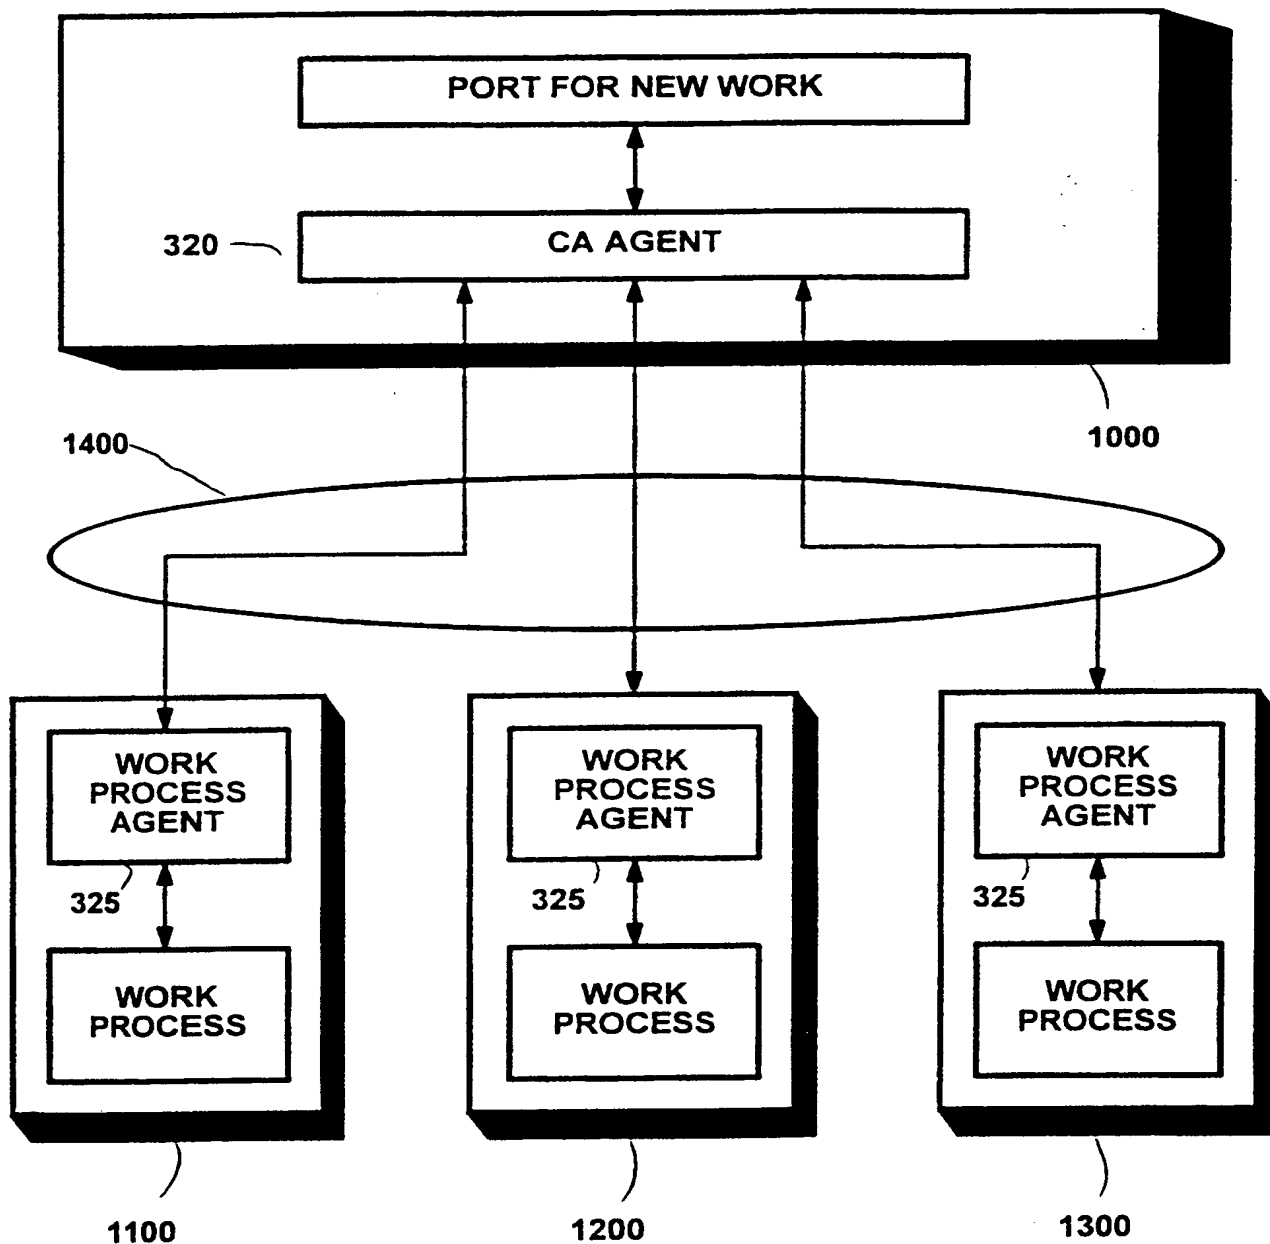 PORT FOR NEW WORK
320
CA AGENT
1000
1400
WORK
PROCESS
AGENT
325
WORK
PROCESS
1100
WORK
PROCESS
AGENT
325
WORK
PROCESS
1200
WORK
PROCESS
AGENT
325
WORK
PROCESS
1300